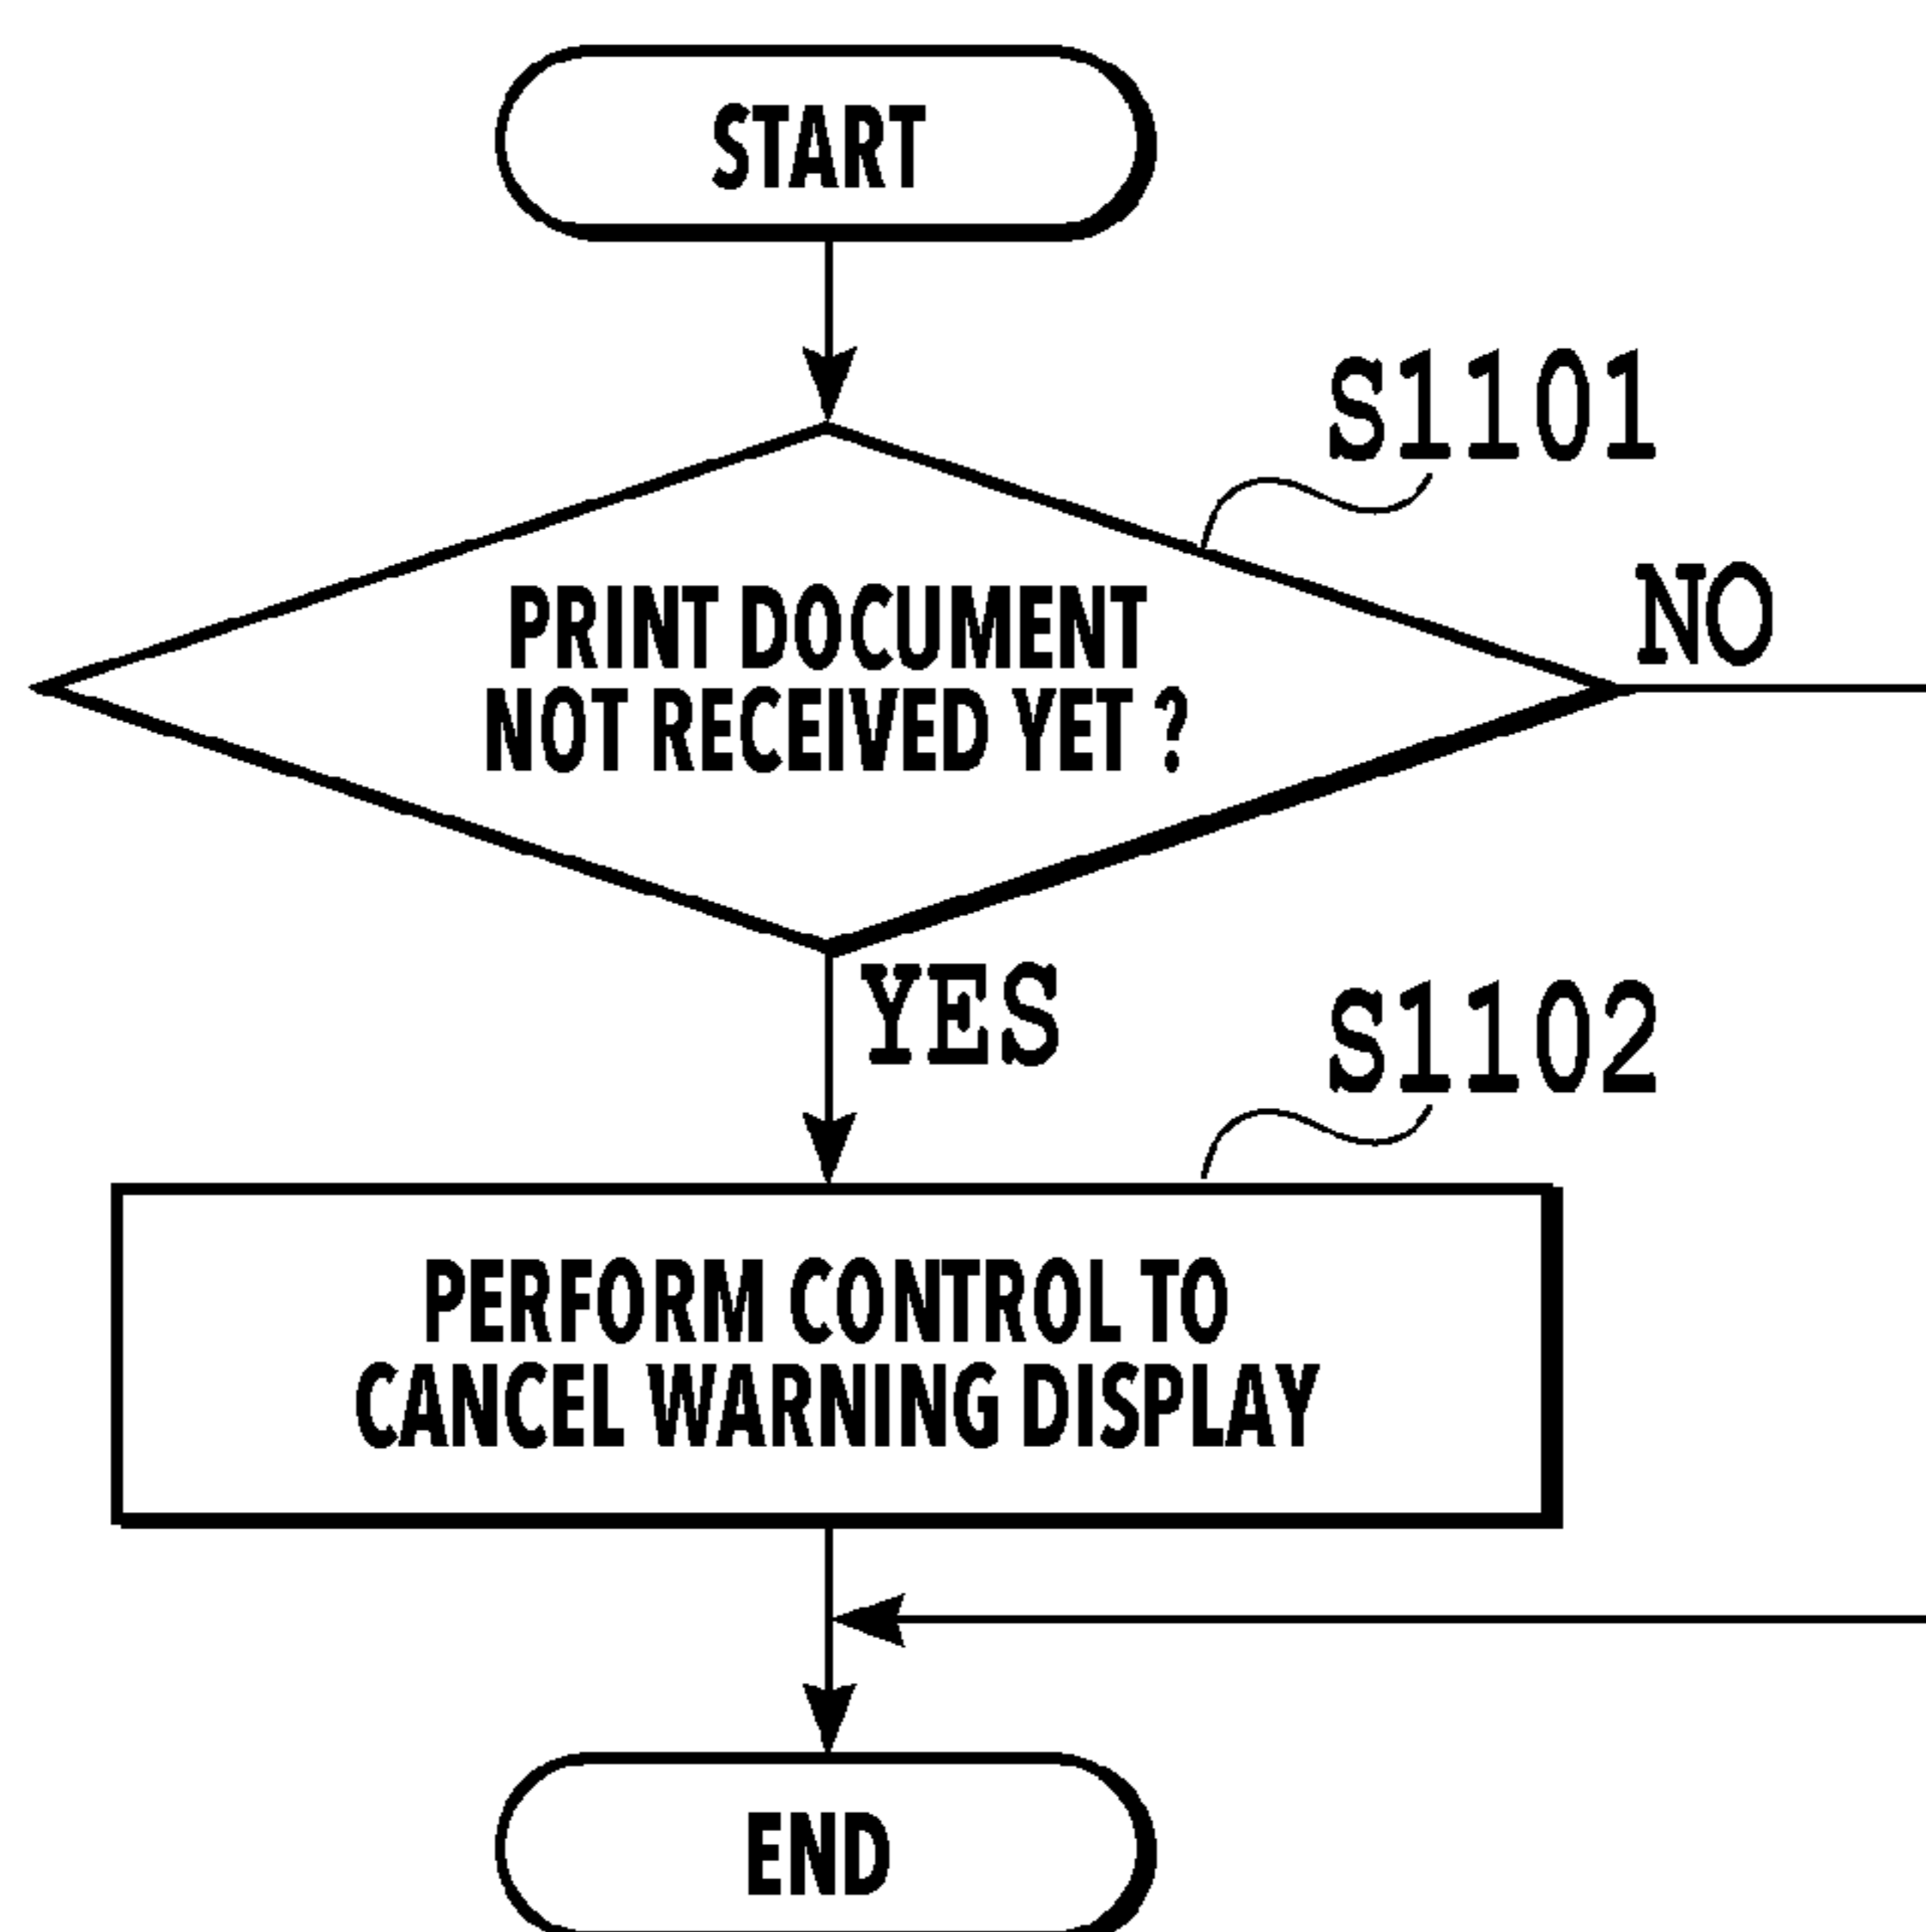 START
S1101
PRINT DOCUMENT
NOT RECEIVED YET ?
NO
YES
S1102
PERFORM CONTROL TO
CANCEL WARNING DISPLAY
END